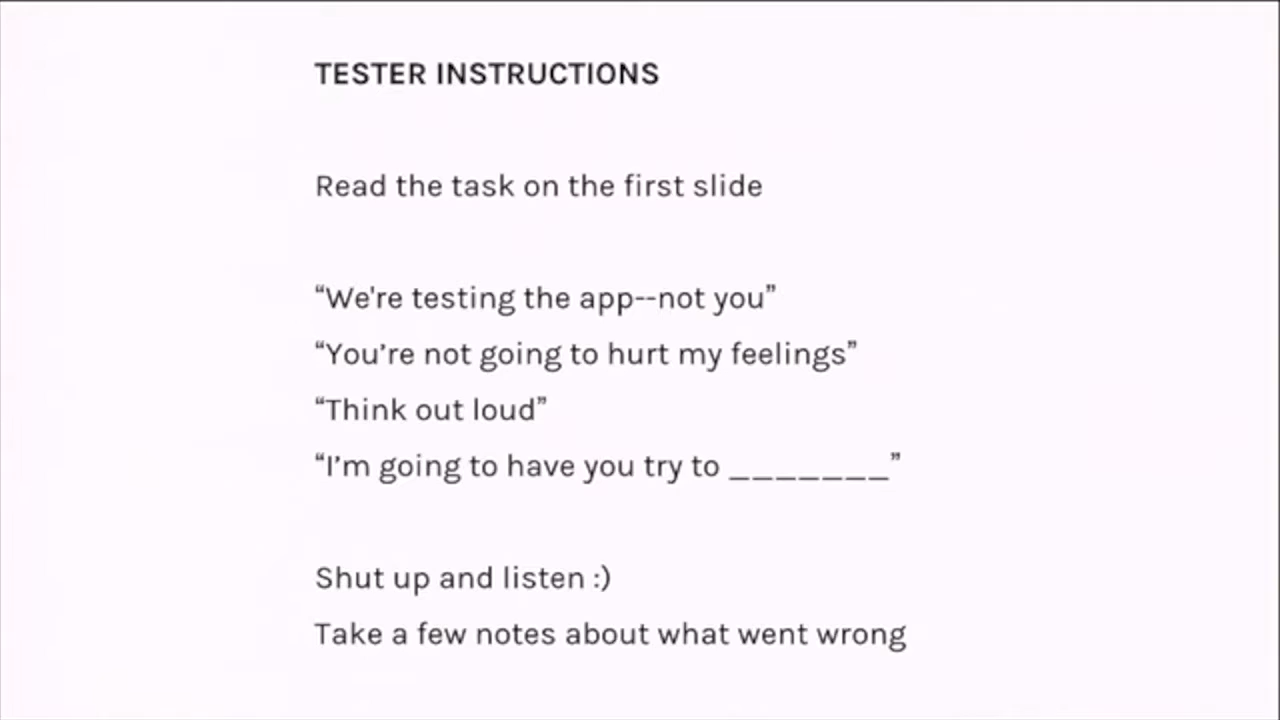 TESTER INSTRUCTIONS
Read the task on the first slide
“We're testing the app--not you”
“You’re not going to hurt my feelings”
“Think out loud”
“I’m going to have you try to _______”
Shut up and listen :)
Take a few notes about what went wrong